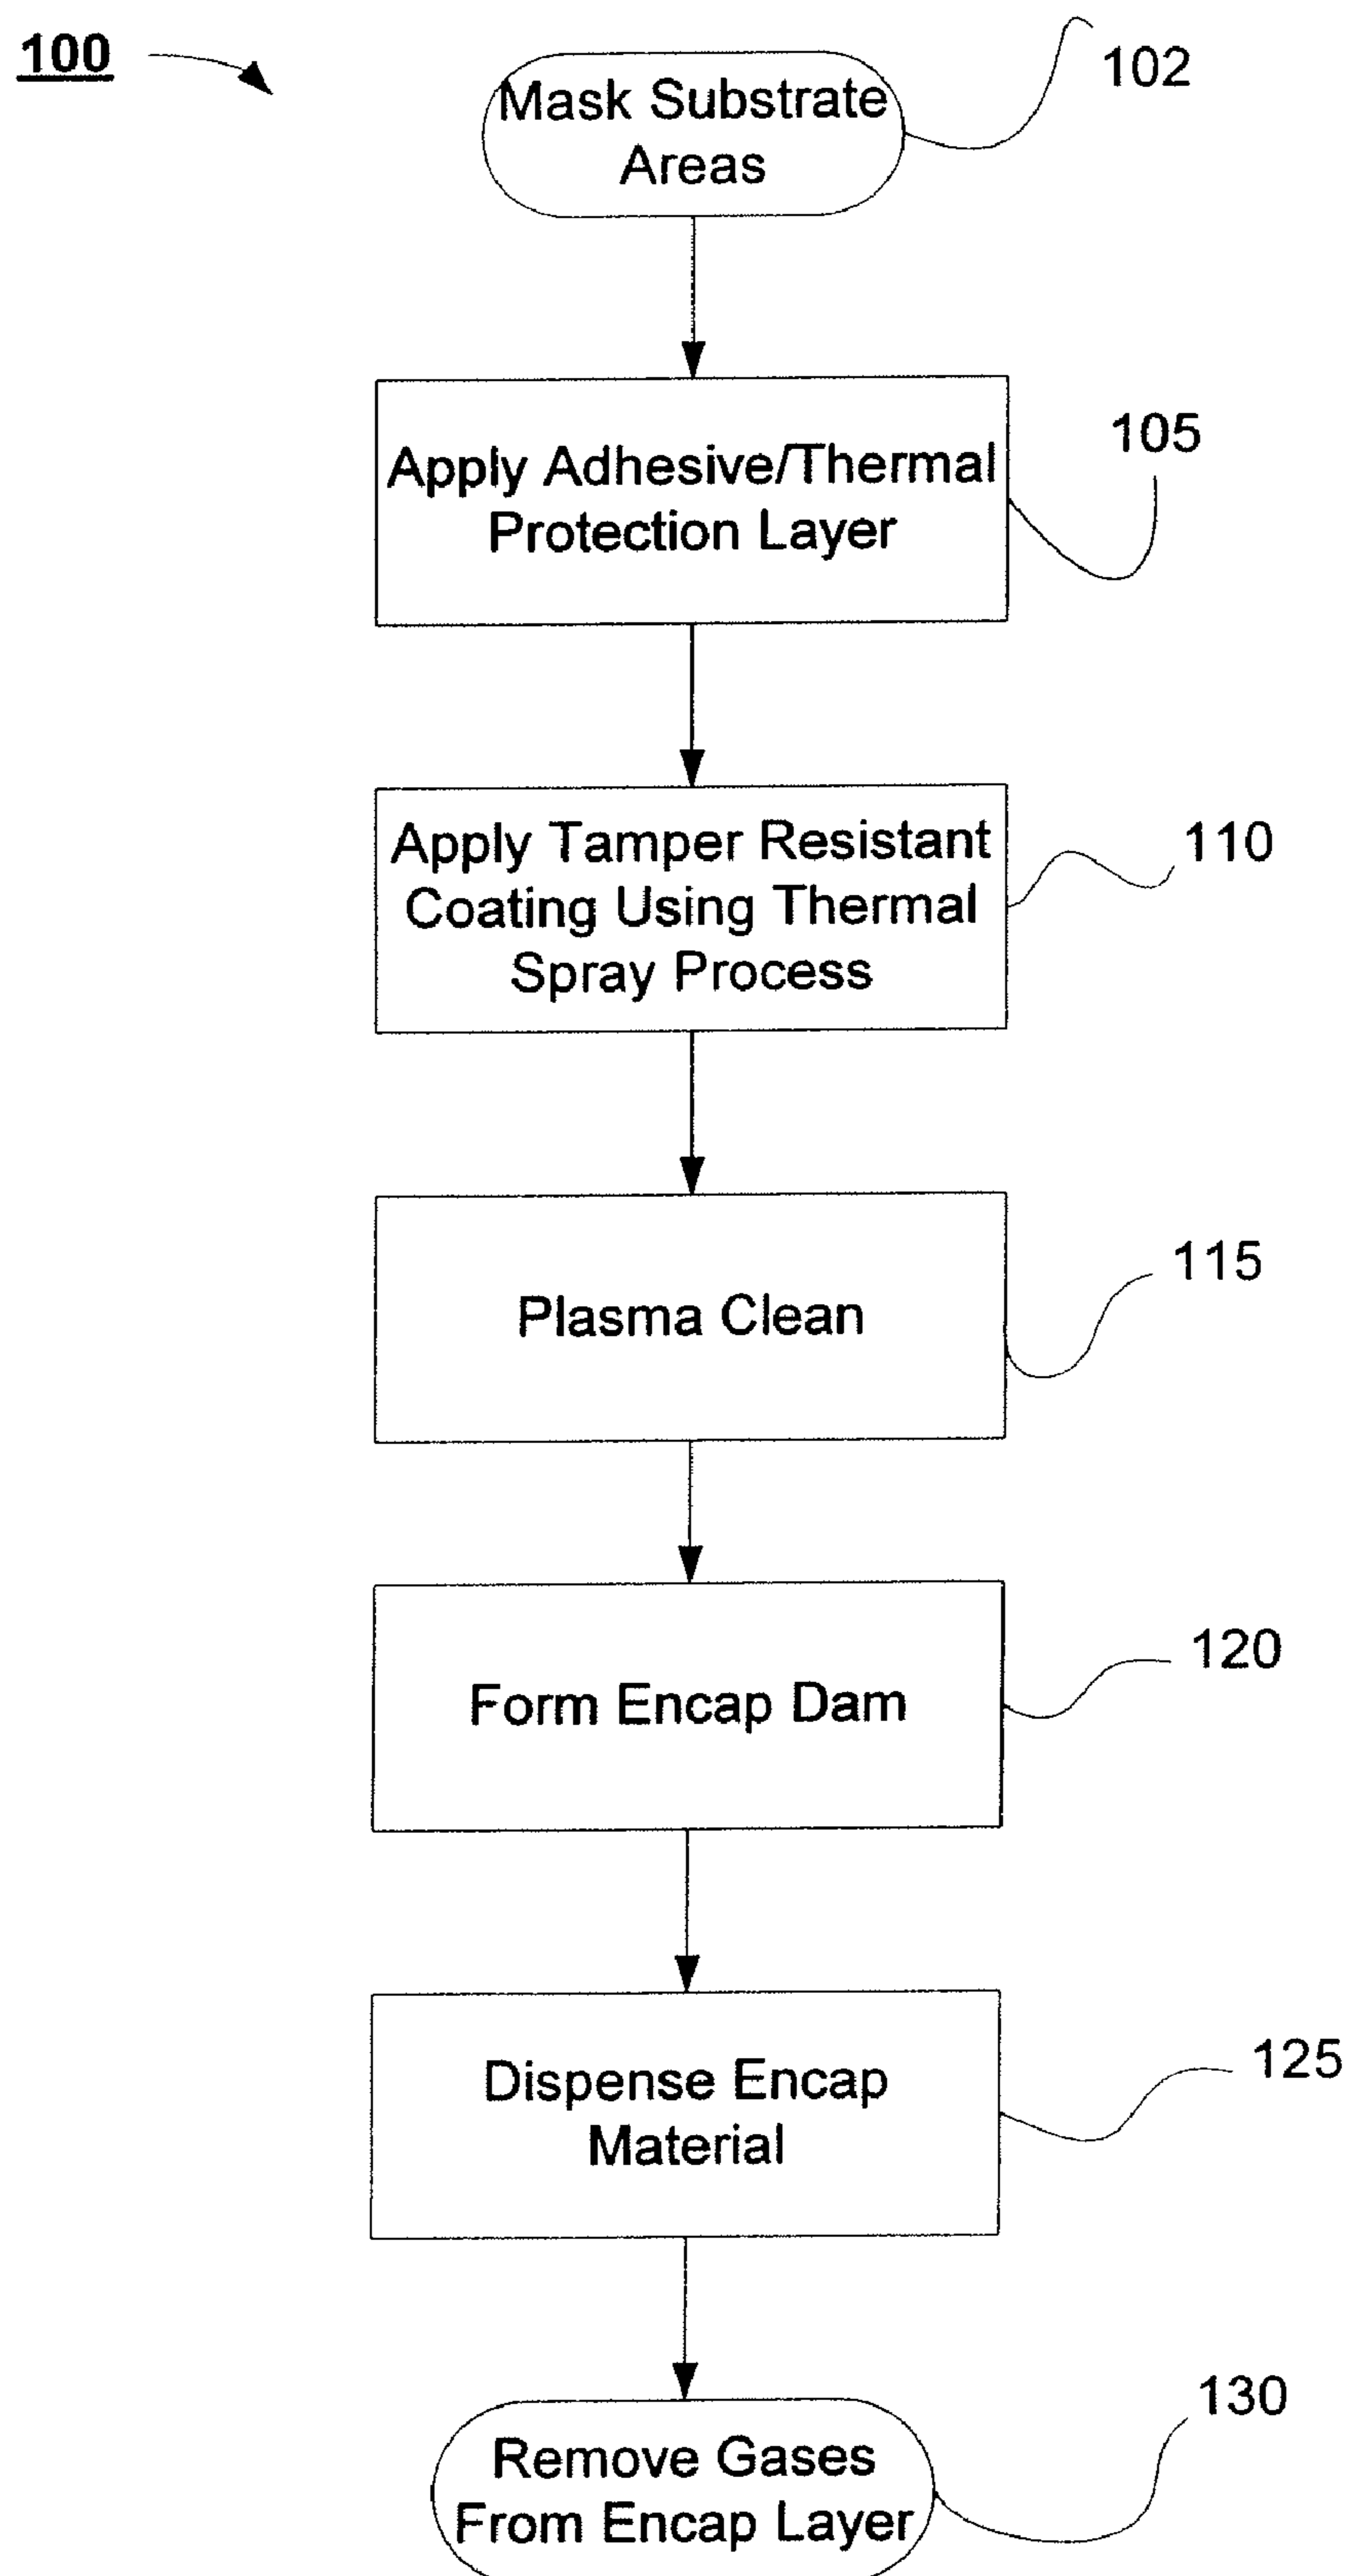 100
102
Mask Substrate
Areas
105
Apply Adhesive/Thermal
Protection Layer
110
Apply Tamper Resistant
Coating Using Thermal
Spray Process
115
Plasma Clean
120
Form Encap Dam
125
Dispense Encap
Material
130
Remove Gases
From Encap Layer